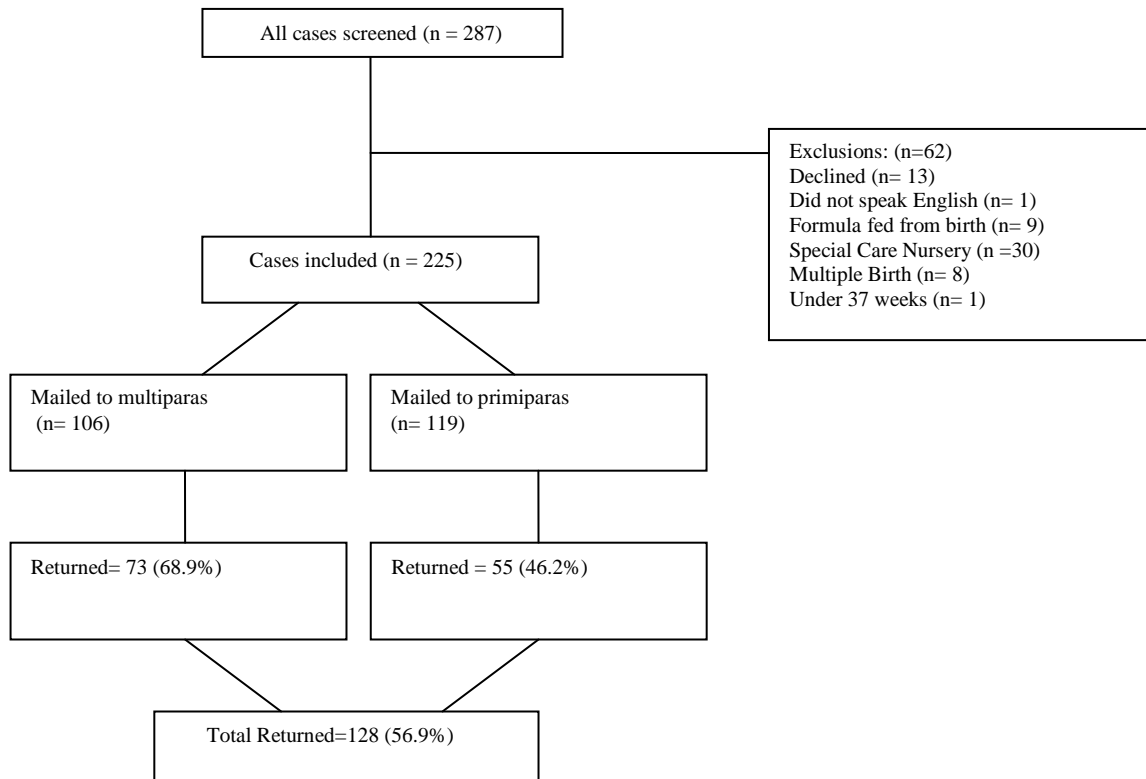 All cases screened (n = 287)
Exclusions: (n=62)
Declined (n= 13)
Did not speak English (n= 1)
Formula fed from birth (n= 9)
Special Care Nursery (n =30)
Multiple Birth (n= 8)
Under 37 weeks (n= 1)
Cases included (n = 225)
Mailed to multiparas
(n= 106)
Mailed to primiparas
(n= 119)
Returned= 73 (68.9%)
Returned = 55 (46.2%)
Total Returned=128 (56.9%)